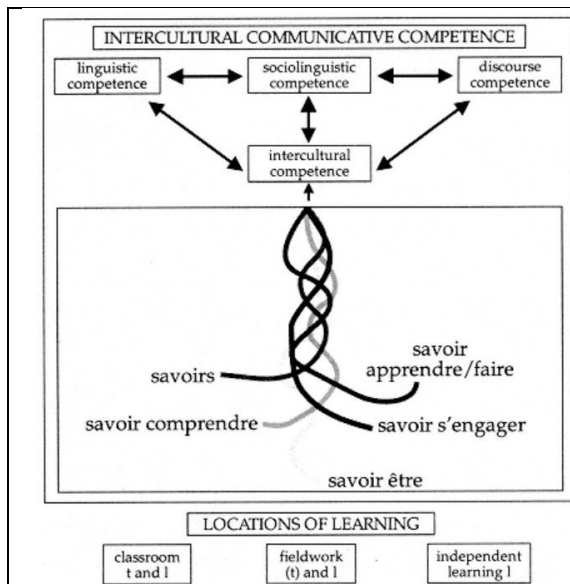 INTERCULTURAL COMMUNICATIVE COMPETENCE
linguistic
competence
sociolinguistic
competence
discourse
competence
intercultural
competence
savoir
apprendre/faire
savoirs
savoir comprendre
savoir s'engager
savoir être
LOCATIONS OF LEARNING
classroom
t and l
fieldwork
(t) and l
independent
learning l